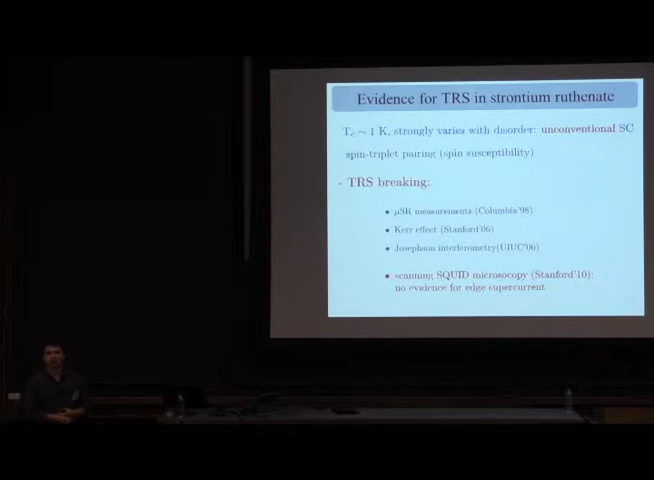 Evidence for TRS in strontium ruthenate
Tc ∼ 1 K, strongly varies with disorder: unconventional SC
spin-triplet pairing (spin susceptibility)
- TRS breaking:
• μSR measurements (Columbia'98)
• Kerr effect (Stanford'06)
• Josephson interferometry(UIUC'06)
• scanning SQUID microsocopy (Stanford'10):
no evidence for edge supercurrent